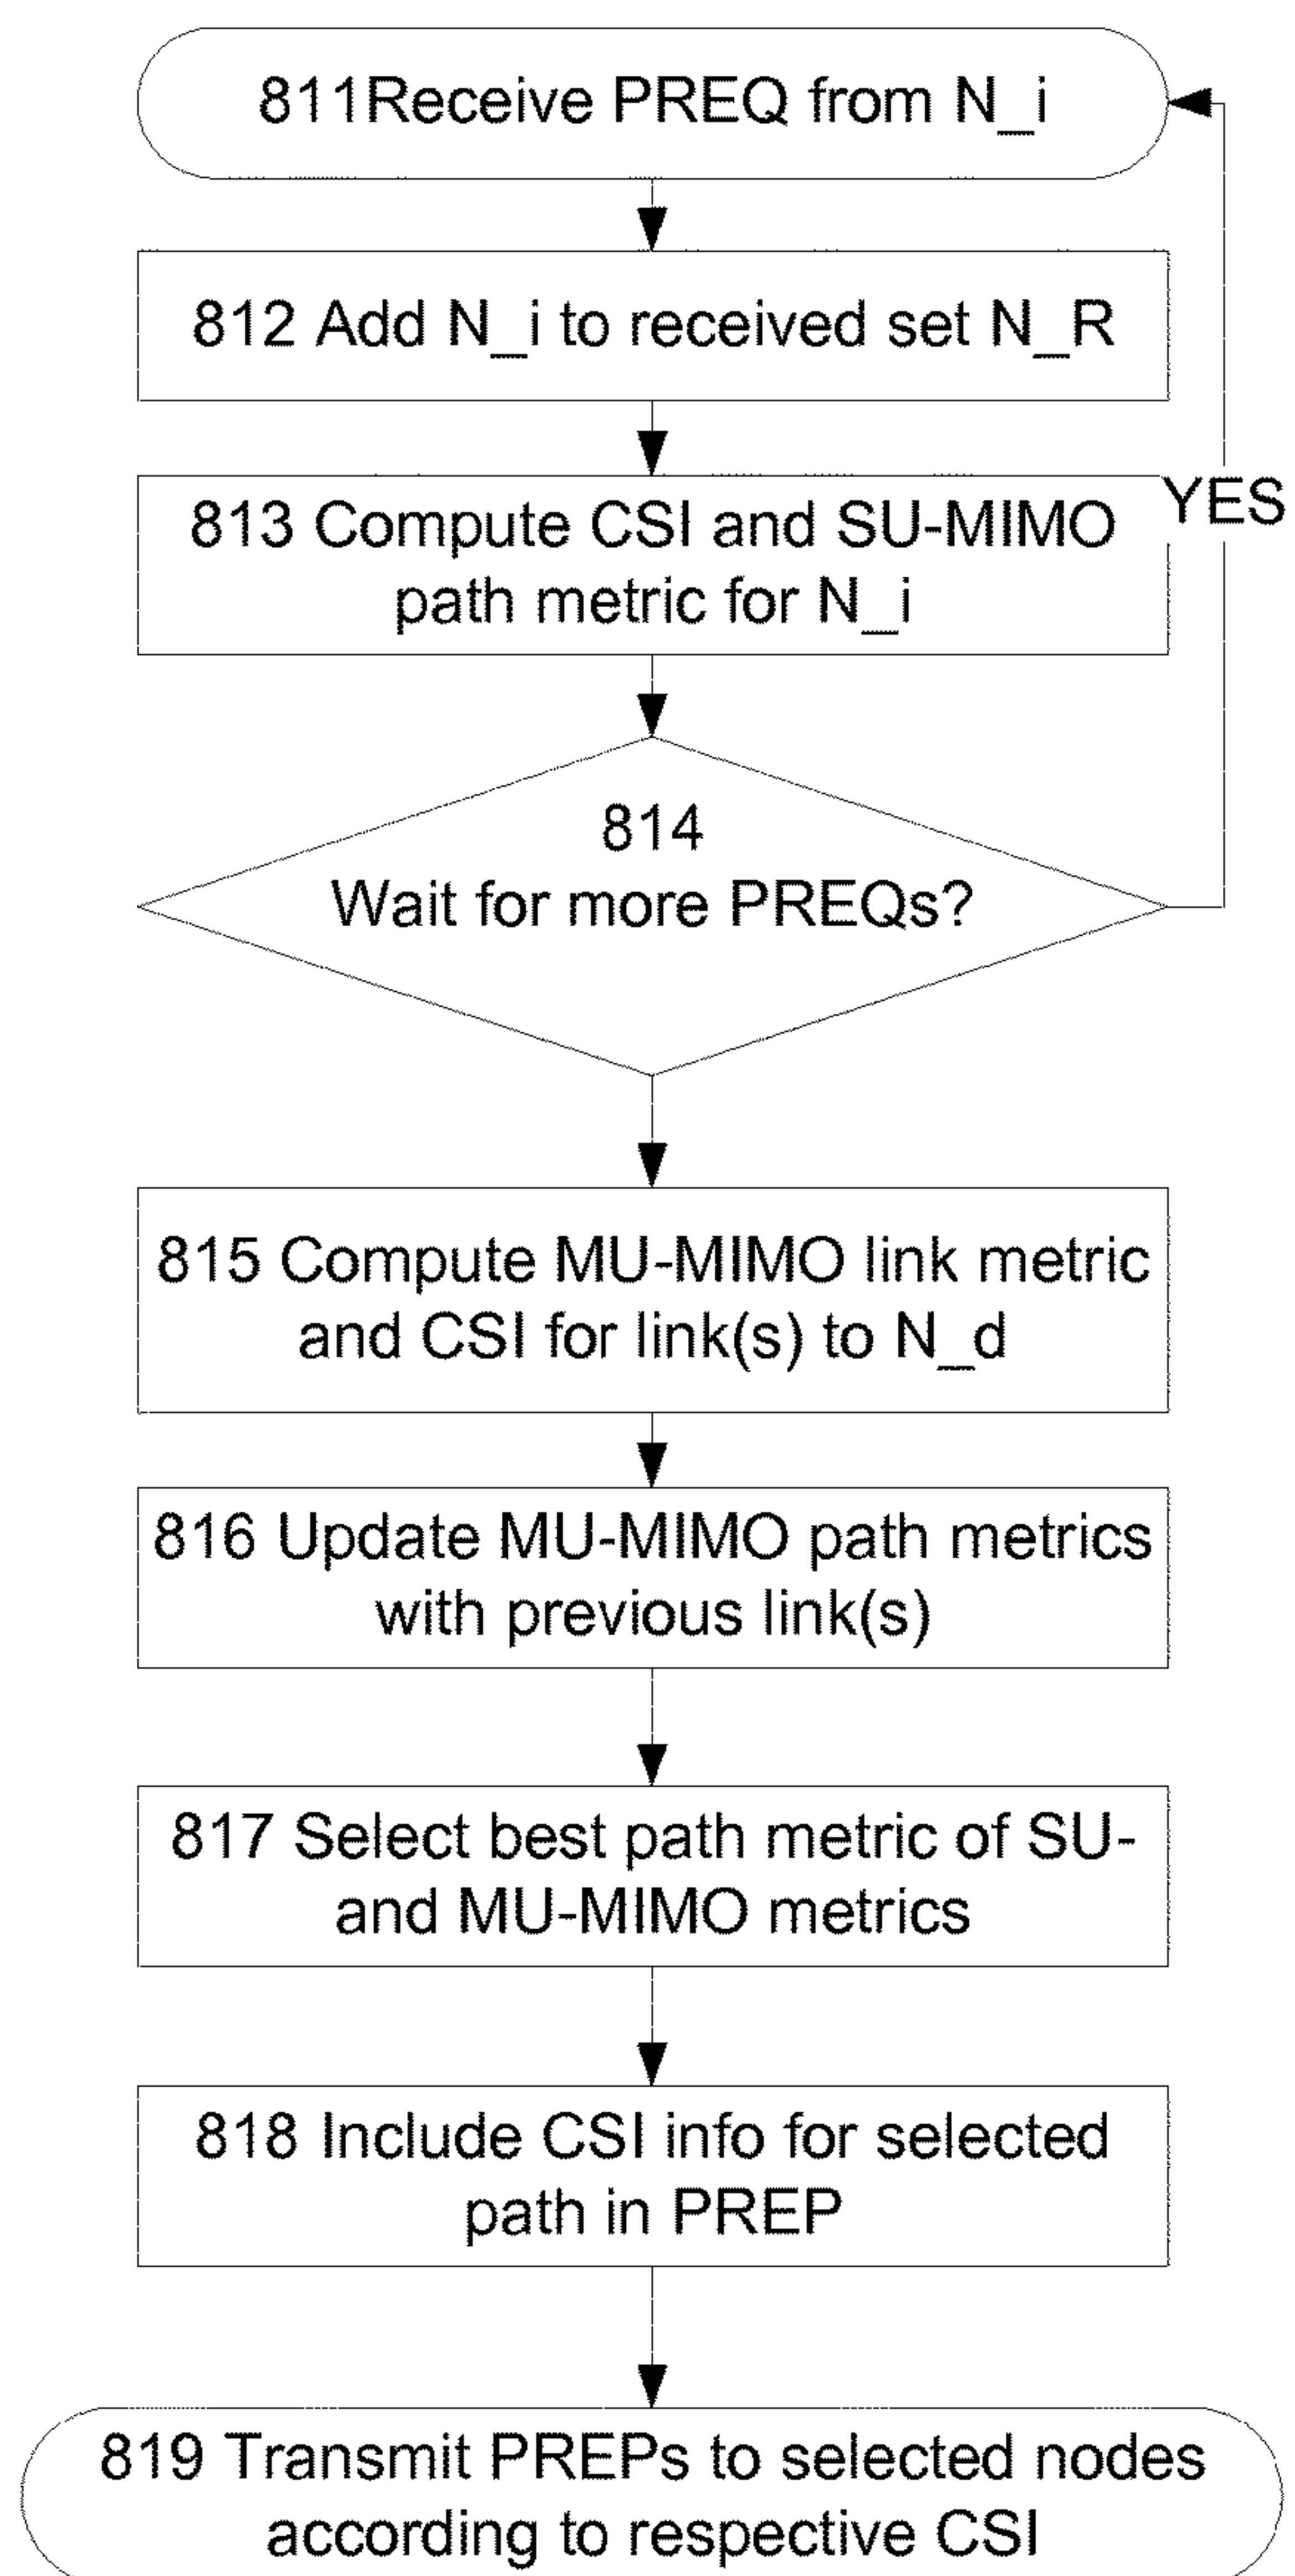 811Receive PREQ from N_i
812 Add N_i to received set N_R
813 Compute CSI and SU-MIMO
path metric for N_i
YES
814
Wait for more PREQs?
815 Compute MU-MIMO link metric
and CSI for link(s) to N_d
816 Update MU-MIMO path metrics
with previous link(s)
817 Select best path metric of SU-
and MU-MIMO metrics
818 Include CSI info for selected
path in PREP
819 Transmit PREPs to selected nodes
according to respective CSI